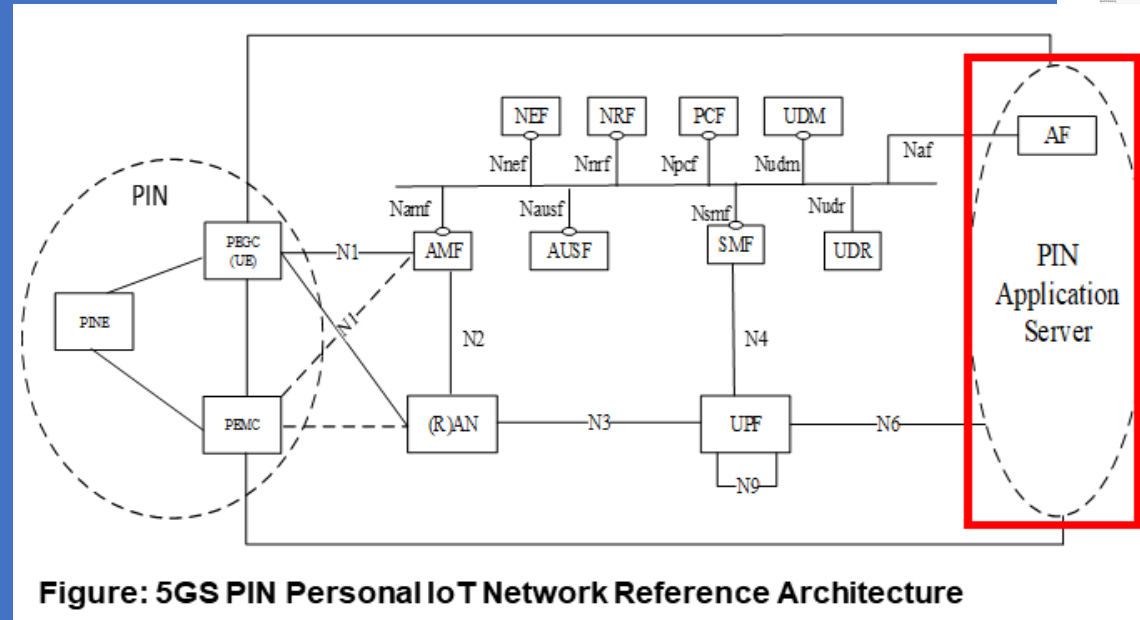 NEF
NRF
PCF
UDM
AF
Nnef
Nnrf
Npcf
Nudm
Naf
PIN
Namf
Nausf
Nsmf
Nudr
PEGC
(UE)
N1
AMF
AUSF
SMF
UDR
PIN
Application
Server
PINE
N1
N2
N4
PEMC
(R)AN
N3
UPF
N6
N9
Figure: 5GS PIN Personal IoT Network Reference Architecture